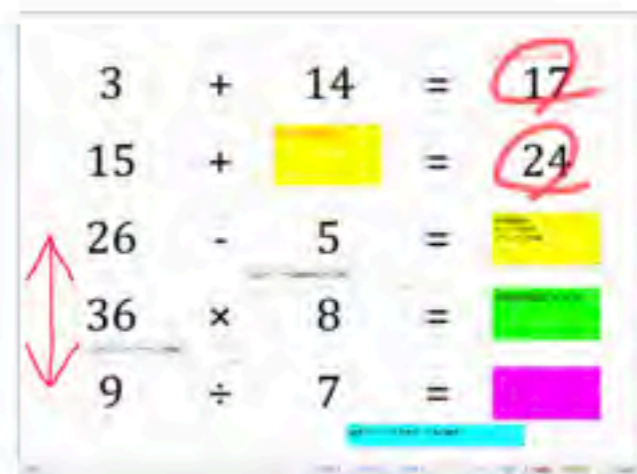 3 + 14 = 17
15 + = 24
26 - 5 =
36 × 8 =
9 ÷ 7 =